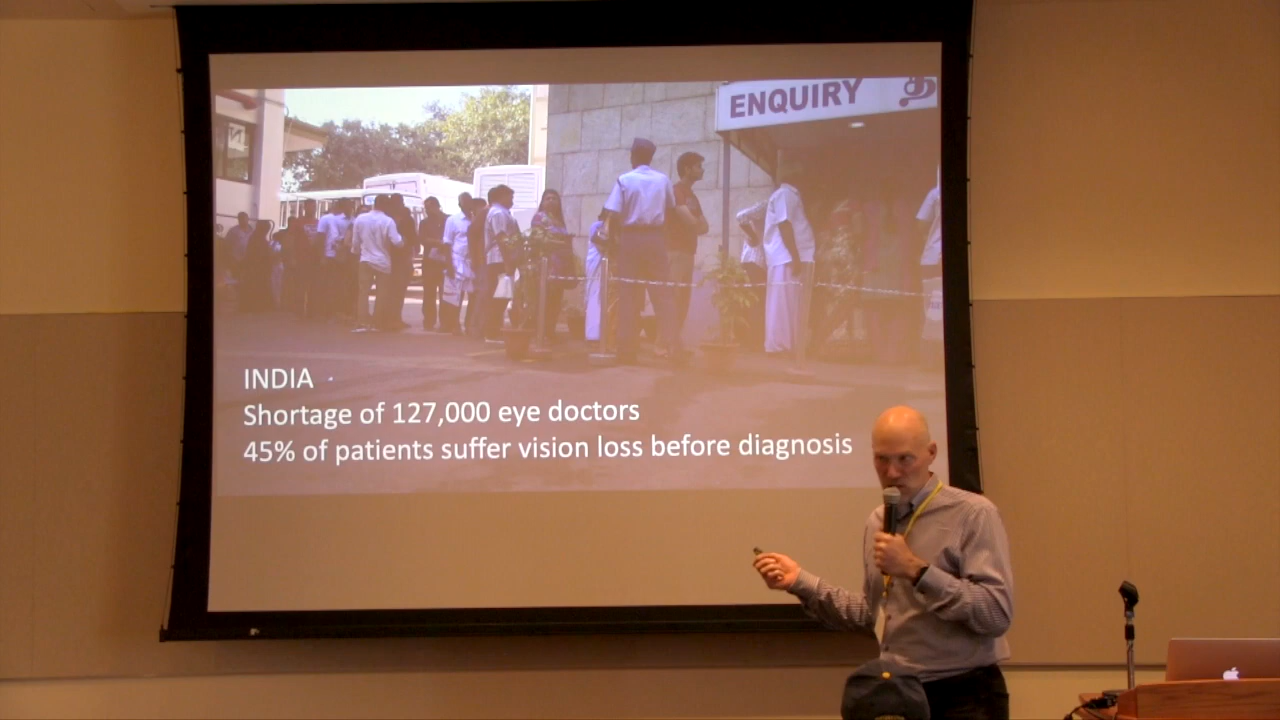 ENQUIRY த
INDIA
Shortage of 127,000 eye doctors
45% of patients suffer vision loss before diagnosis